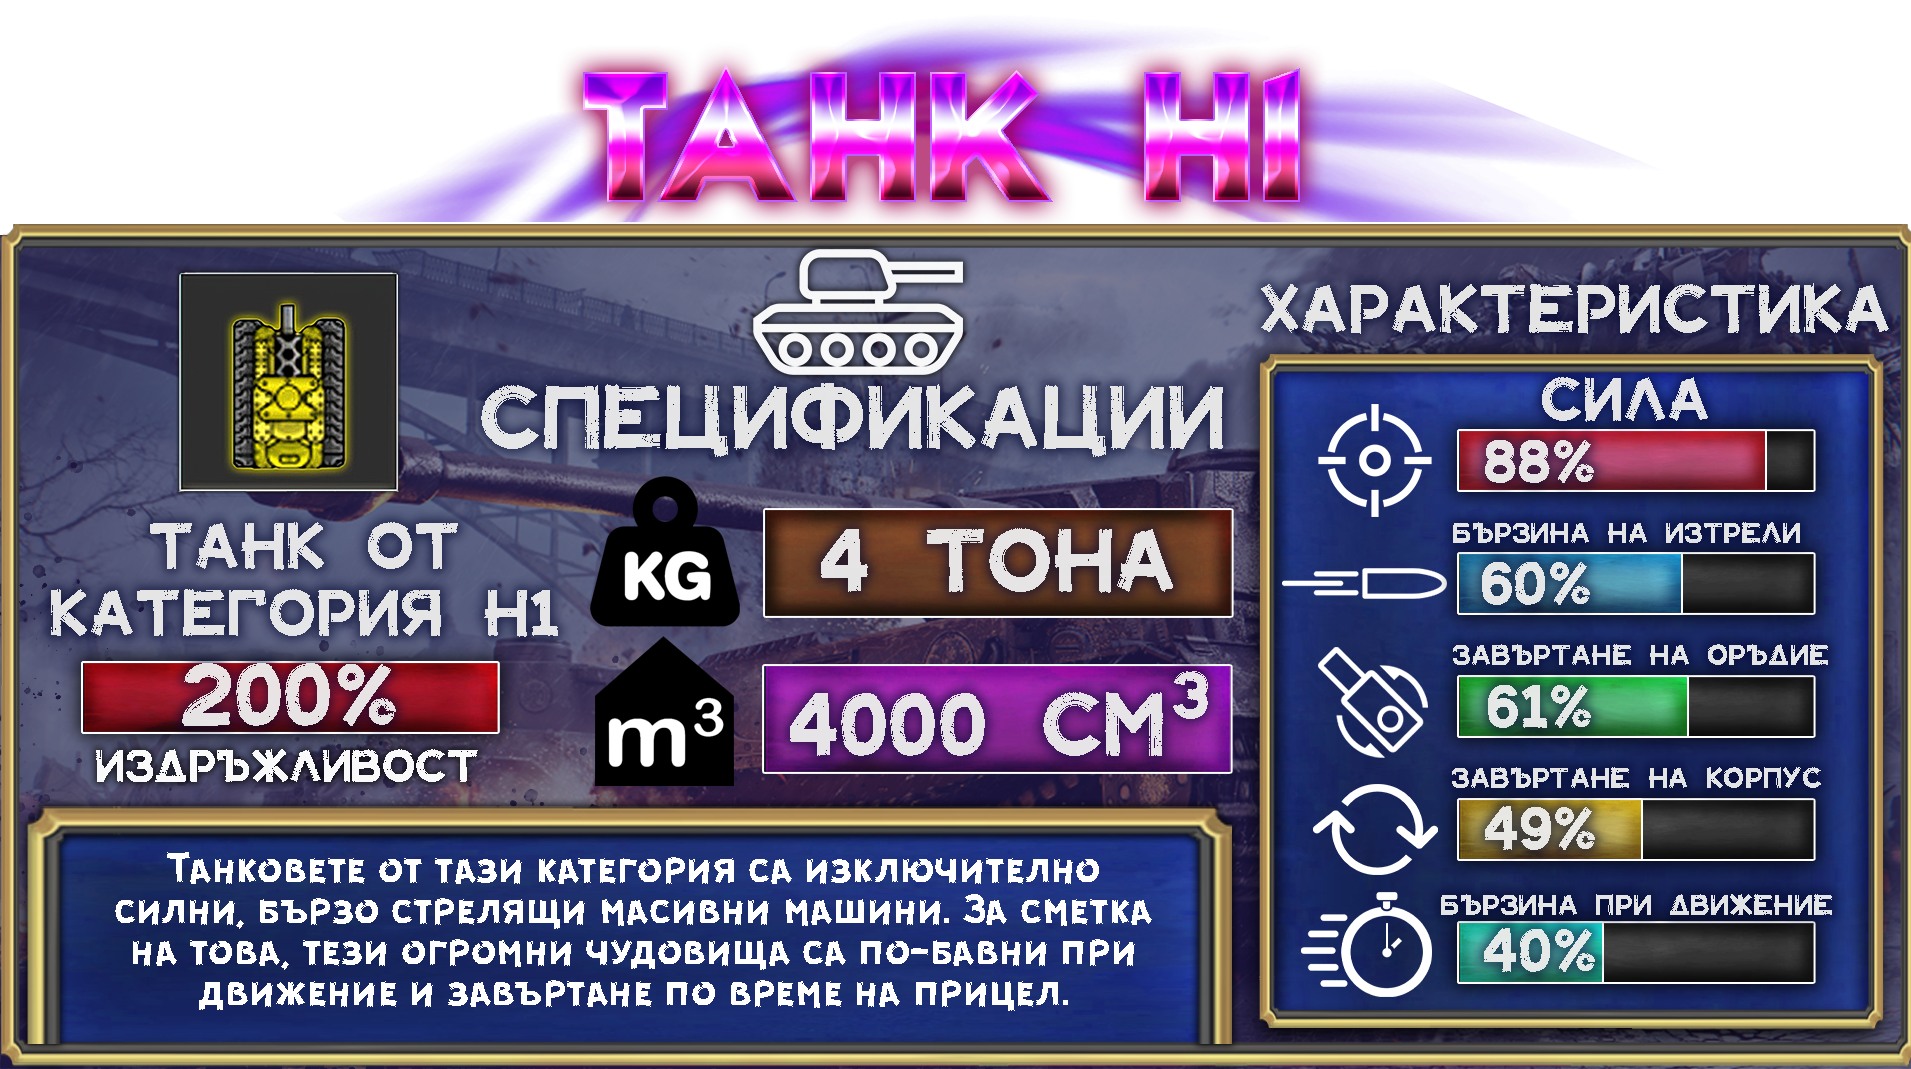 ТАНК H1
ТАНК ОТ
КАТЕГОРИЯ H1
200%
ИЗДРЪЖЛИВОСТ
СПЕЦИФИКАЦИИ
KG
4 ТОНА
m³
4000 СМ³
Танковете от тази категория са изключително
силни, бързо стрелящи масивни машини. За сметка
на това, тези огромни чудовища са по-бавни при
движение и завъртане по време на прицел.
ХАРАКТЕРИСТИКА
СИЛА
88%
БЪРЗИНА НА ИЗТРЕЛИ
60%
ЗАВЪРТАНЕ НА ОРЪДИЕ
61%
ЗАВЪРТАНЕ НА КОРПУС
49%
БЪРЗИНА ПРИ ДВИЖЕНИЕ
40%